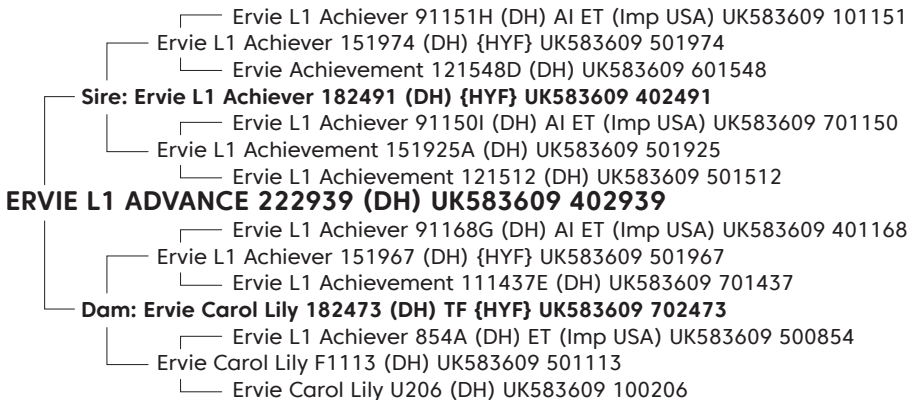 Ervie L1 Achiever 91151H (DH) AI ET (Imp USA) UK583609 101151
Ervie L1 Achiever 151974 (DH) {HYF} UK583609 501974
Ervie Achievement 121548D (DH) UK583609 601548
Sire: Ervie L1 Achiever 182491 (DH) {HYF} UK583609 402491
Ervie L1 Achiever 91150I (DH) AI ET (Imp USA) UK583609 701150
Ervie L1 Achievement 151925A (DH) UK583609 501925
Ervie L1 Achievement 121512 (DH) UK583609 501512
ERVIE L1 ADVANCE 222939 (DH) UK583609 402939
Ervie L1 Achiever 91168G (DH) AI ET (Imp USA) UK583609 401168
Ervie L1 Achiever 151967 (DH) {HYF} UK583609 501967
Ervie L1 Achievement 111437E (DH) UK583609 701437
Dam: Ervie Carol Lily 182473 (DH) TF {HYF} UK583609 702473
Ervie L1 Achiever 854A (DH) ET (Imp USA) UK583609 500854
Ervie Carol Lily F1113 (DH) UK583609 501113
Ervie Carol Lily U206 (DH) UK583609 100206